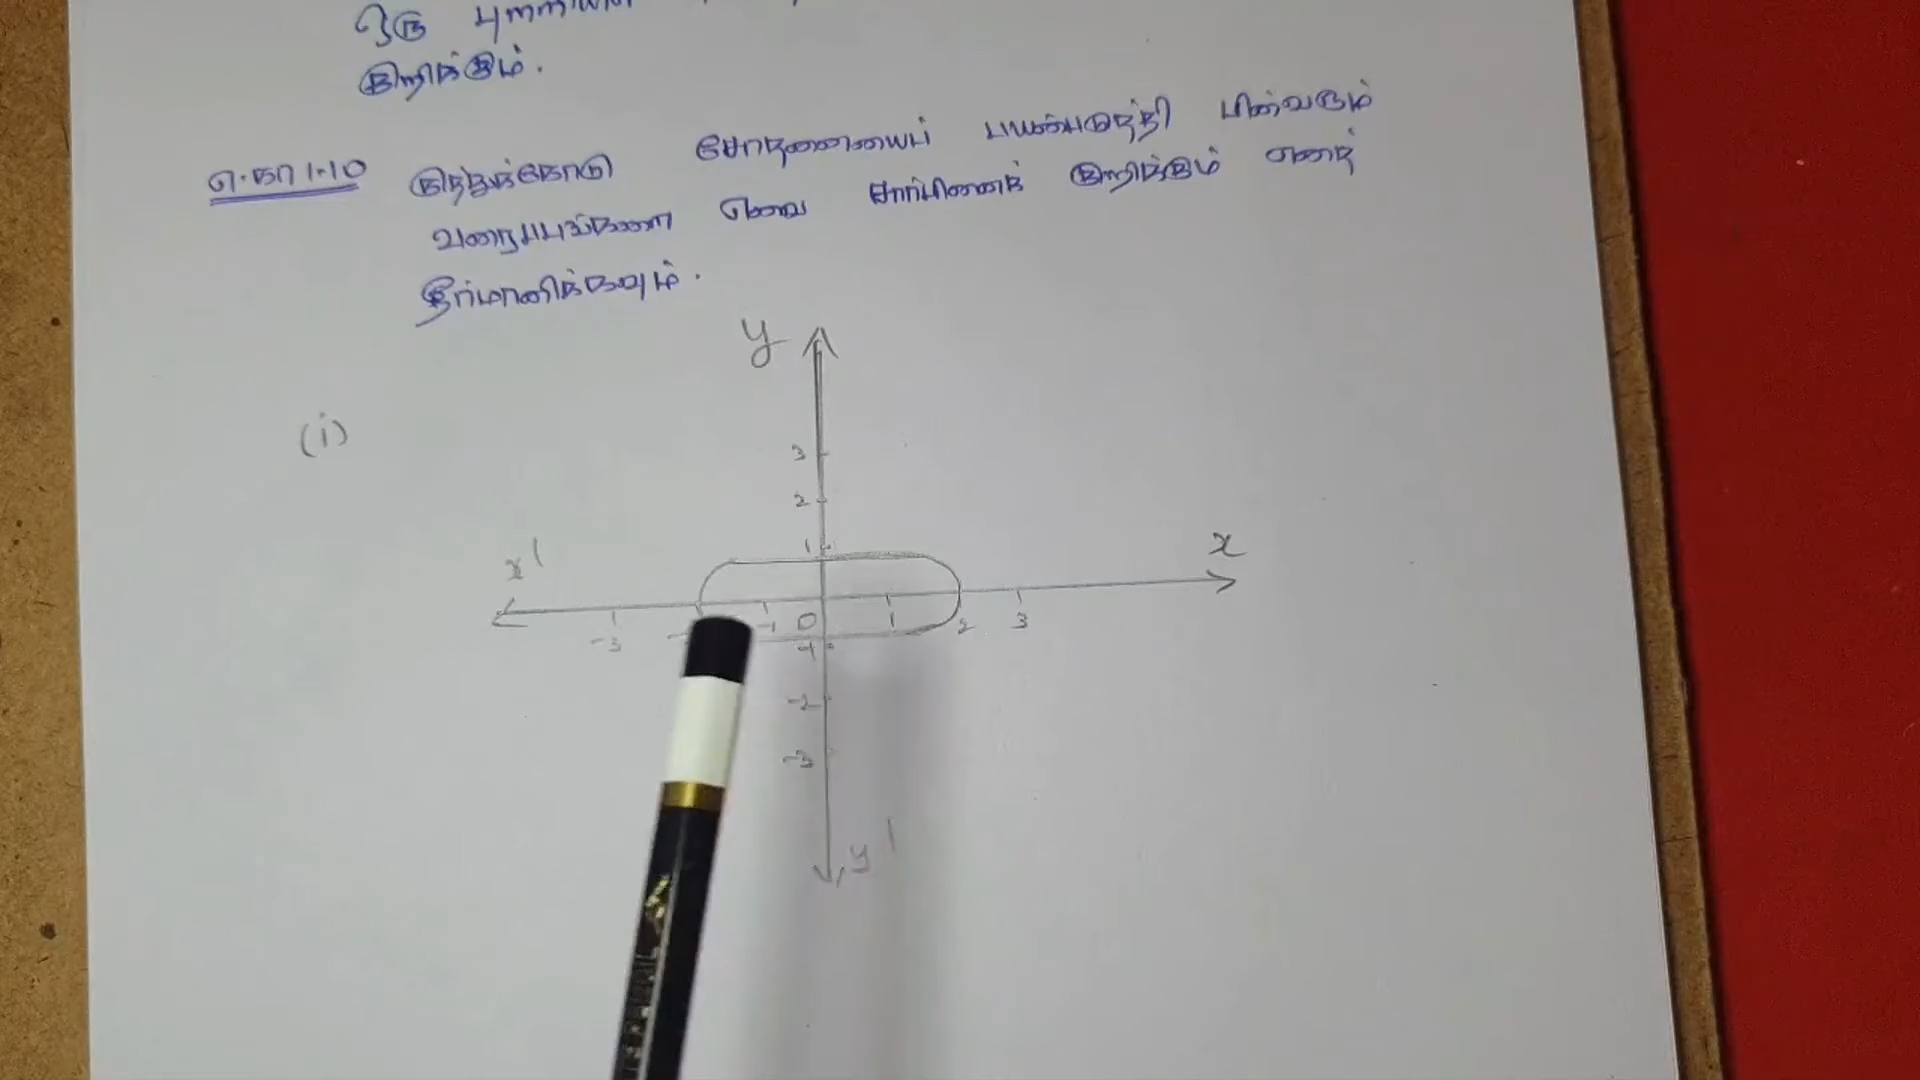 ஒரு
குறிக்கும்.
எ.கா 1.10 குத்துக்கோடு சோதனையைப் பயன்படுத்தி பின்வரும்
வரைபடங்களை எவை சார்பினைக் குறிக்கும் எனத்
தீர்மானிக்கவும்.
y
(i)
3
2
1
x' x
-3 -1 0 1 2 3
-1
-2
-3
y'